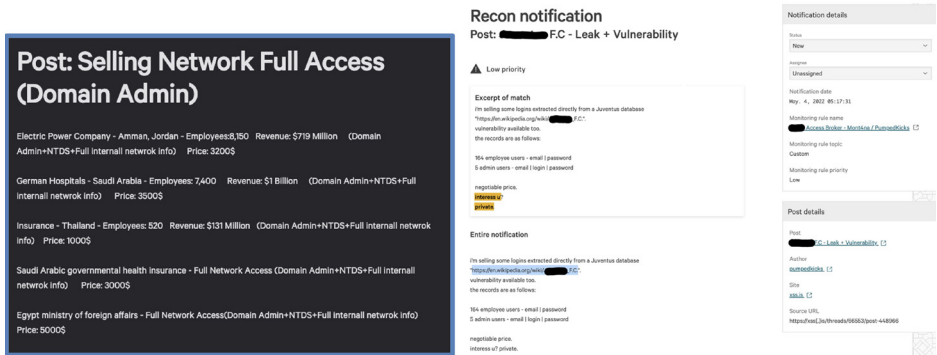 Post: Selling Network Full Access
(Domain Admin)
Electric Power Company - Amman, Jordan - Employees:8,150 Revenue: $719 Million (Domain
Admin+NTDS+Full internall netwrok info) Price: 3200$
German Hospitals - Saudi Arabia - Employees: 7,400 Revenue: $1 Billion (Domain Admin+NTDS+Full
internall netwrok info) Price: 3500$
Insurance - Thailand - Employees: 520 Revenue: $131 Million (Domain Admin+NTDS+Full internall netwrok
info) Price: 1000$
Saudi Arabic governmental health insurance - Full Network Access (Domain Admin+NTDS+Full internall
netwrok info) Price: 3000$
Egypt ministry of foreign affairs - Full Network Access(Domain Admin+NTDS+Full internall netwrok info)
Price: 5000$
Recon notification
Post: F.C - Leak + Vulnerability
Low priority
Excerpt of match
i'm selling some logins extracted directly from a Juventus database
"https://en.wikipedia.org/wiki/ F.C.".
vulnerability available too.
the records are as follows:
164 employee users - email | password
5 admin users - email | login | password
negotiable price.
interess u?
private.
Entire notification
i'm selling some logins extracted directly from a Juventus database
"https://en.wikipedia.org/wiki/ F.C.".
vulnerability available too.
the records are as follows:
164 employee users - email | password
5 admin users - email | login | password
negotiable price.
interess u? private.
Notification details
Status
New
Assignee
Unassigned
Notification date
May. 4, 2022 05:17:31
Monitoring rule name
Access Broker - Mont4na / PumpedKicks
Monitoring rule topic
Custom
Monitoring rule priority
Low
Post details
Post
F.C - Leak + Vulnerability
Author
pumpedkicks
Site
xss.is
Source URL
https://xss[.]is/threads/66553/post-448966